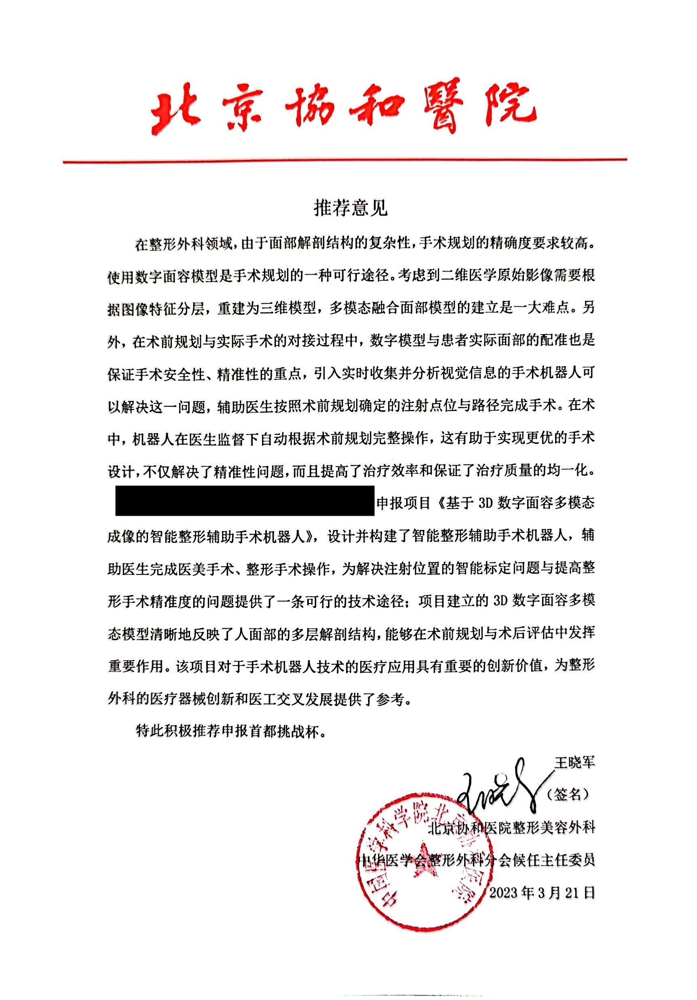 北京協和醫院
推荐意见
在整形外科领域，由于面部解剖结构的复杂性，手术规划的精确度要求较高。
使用数字面容模型是手术规划的一种可行途径。考虑到二维医学原始影像需要根
据图像特征分层，重建为三维模型，多模态融合面部模型的建立是一大难点。另
外，在术前规划与实际手术的对接过程中，数字模型与患者实际面部的配准也是
保证手术安全性、精准性的重点，引入实时收集并分析视觉信息的手术机器人可
以解决这一问题，辅助医生按照术前规划确定的注射点位与路径完成手术。在术
中，机器人在医生监督下自动根据术前规划完整操作，这有助于实现更优的手术
设计，不仅解决了精准性问题，而且提高了治疗效率和保证了治疗质量的均一化。
申报项目《基于 3D 数字面容多模态
成像的智能整形辅助手术机器人》，设计并构建了智能整形辅助手术机器人，辅
助医生完成医美手术、整形手术操作，为解决注射位置的智能标定问题与提高整
形手术精准度的问题提供了一条可行的技术途径；项目建立的 3D 数字面容多模
态模型清晰地反映了人面部的多层解剖结构，能够在术前规划与术后评估中发挥
重要作用。该项目对于手术机器人技术的医疗应用具有重要的创新价值，为整形
外科的医疗器械创新和医工交叉发展提供了参考。
特此积极推荐申报首都挑战杯。
王晓军
王晓军
（签名）
北京协和医院整形美容外科
中华医学会整形外科分会候任主任委员
2023 年 3 月 21 日
中国医学科学院北京协和医院